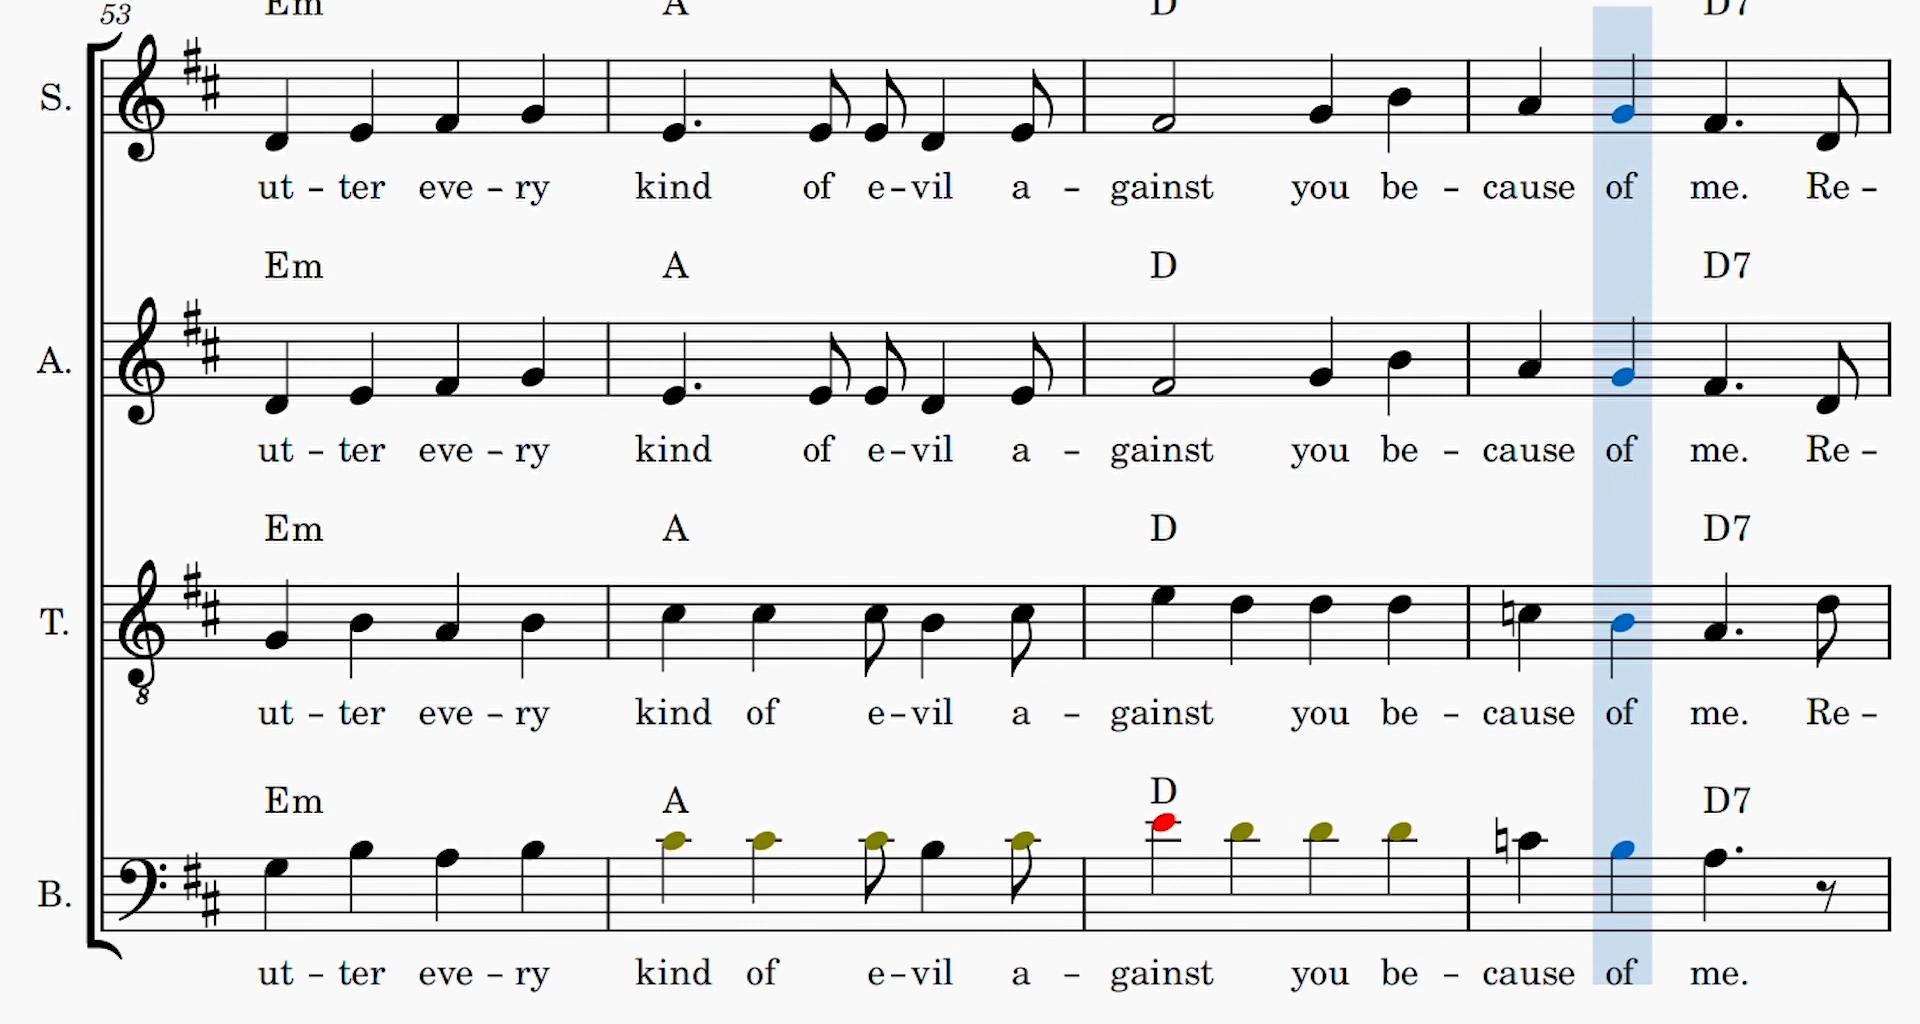 53 Em A D D7
S.
ut - ter eve - ry kind of e - vil a - gainst you be - cause of me. Re -
Em A D D7
A.
ut - ter eve - ry kind of e - vil a - gainst you be - cause of me. Re -
Em A D D7
T.
8
ut - ter eve - ry kind of e - vil a - gainst you be - cause of me. Re -
Em A D D7
B.
ut - ter eve - ry kind of e - vil a - gainst you be - cause of me.